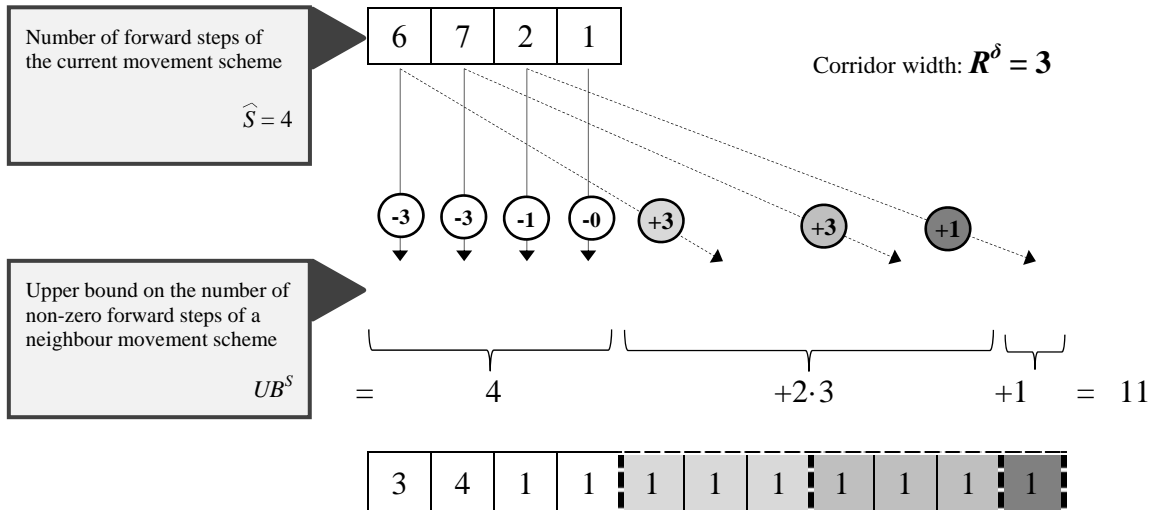 Number of forward steps of
the current movement scheme
Ŝ = 4
6 7 2 1
Corridor width: R^δ = 3
-3 -3 -1 -0 +3 +3 +1
Upper bound on the number of
non-zero forward steps of a
neighbour movement scheme
UB^S
= 4 +2·3 +1 = 11
3 4 1 1 1 1 1 1 1 1 1